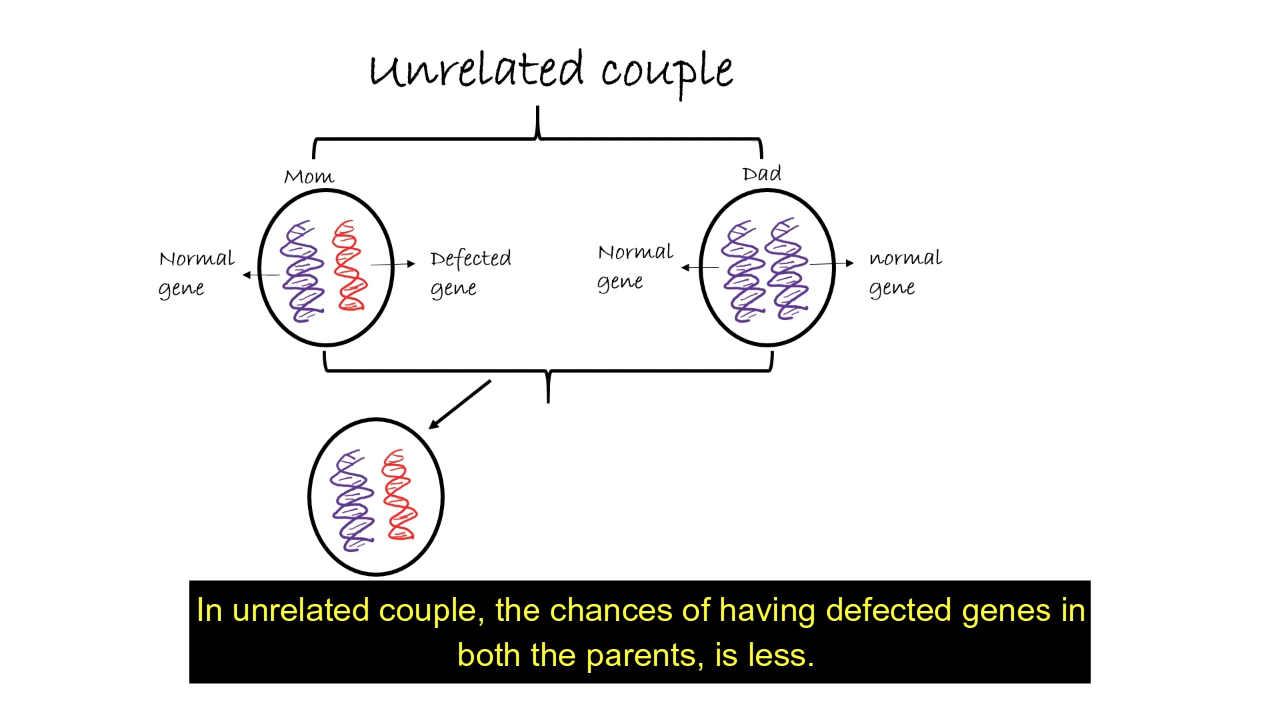 Unrelated couple
Mom
Dad
Normal
gene
Defected
gene
Normal
gene
normal
gene
In unrelated couple, the chances of having defected genes in
both the parents, is less.